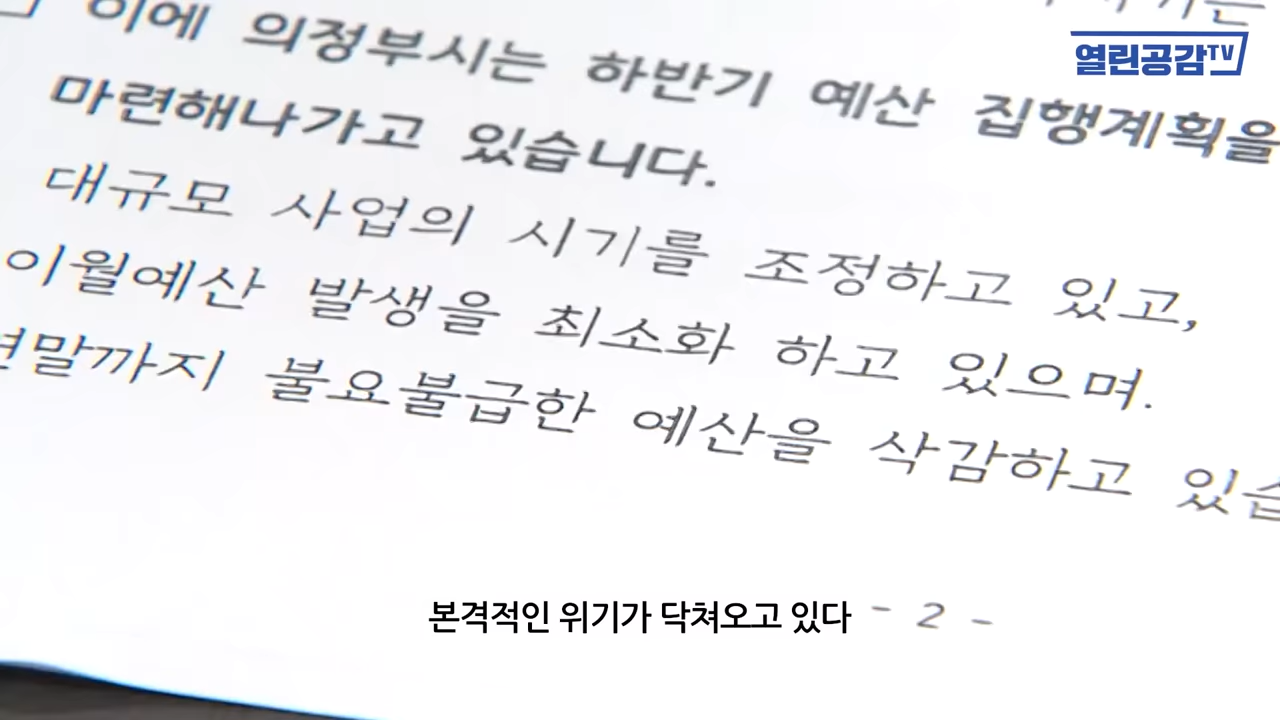 열린공감TV
이에 의정부시는 하반기 예산 집행계획을
마련해나가고 있습니다.
대규모 사업의 시기를 조정하고 있고,
이월예산 발생을 최소화 하고 있으며.
연말까지 불요불급한 예산을 삭감하고
본격적인 위기가 닥쳐오고 있다
- 2 -